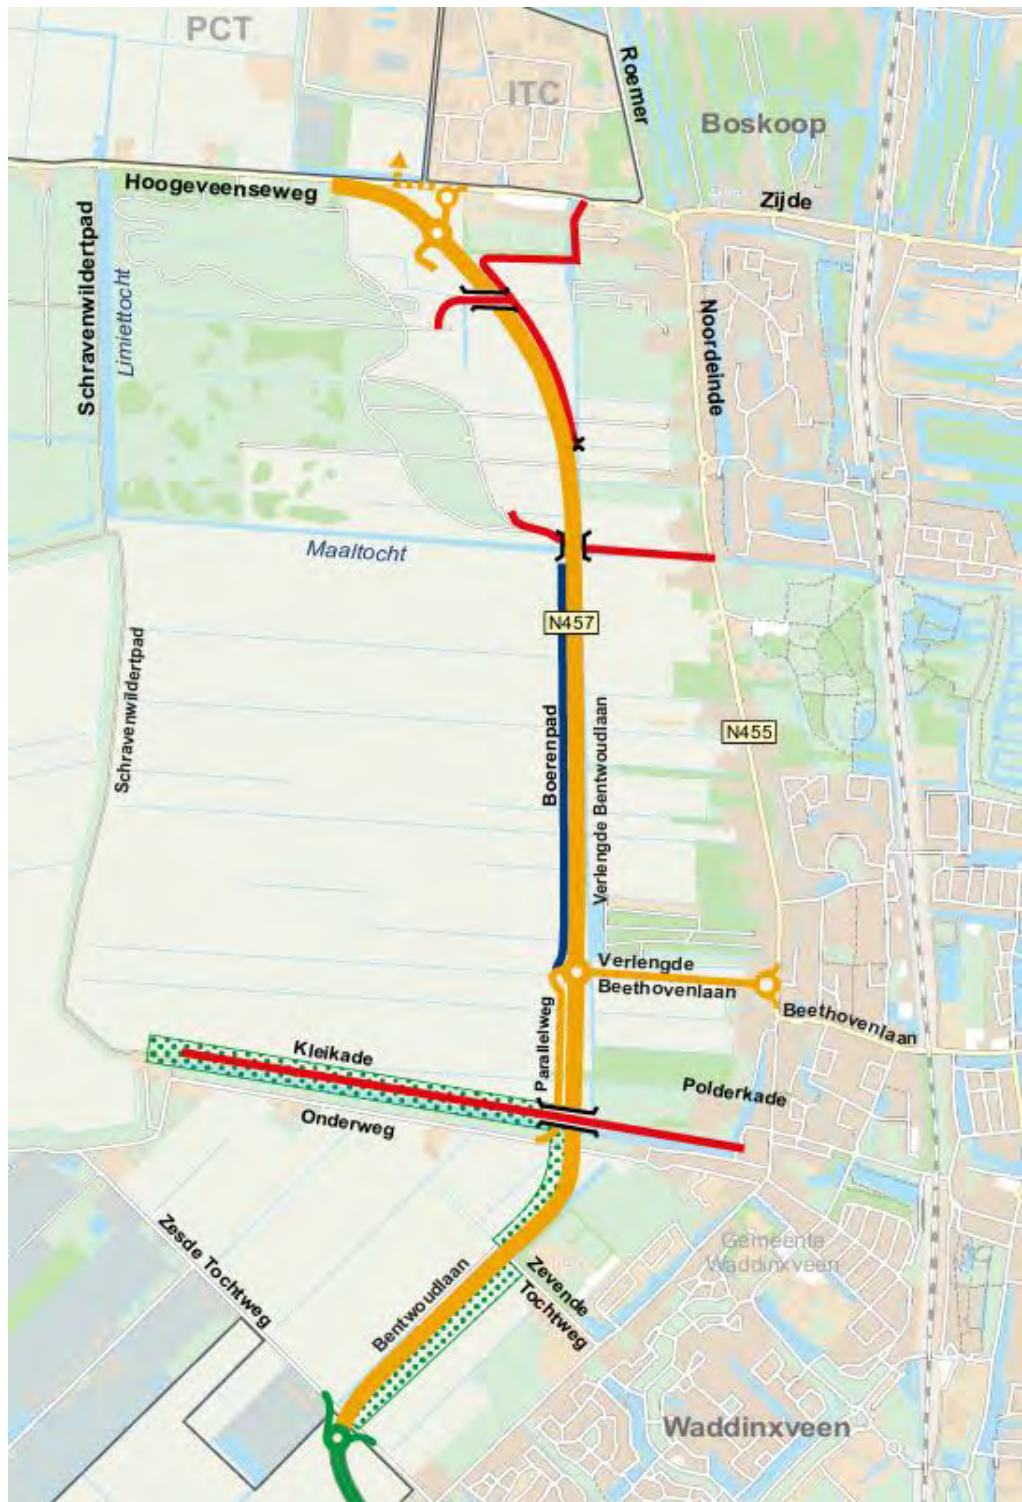 PCT
ITC
Roemer
Boskoop
Hoogeveenseweg
Zijde
Schravenwildertpad
Limiettocht
Noordeinde
Maaltocht
N457
Schravenwildertpad
Boerenpad
Verlengde Bentwoudlaan
N455
Verlengde
Beethovenlaan
Beethovenlaan
Parallelweg
Kleikade
Polderkade
Onderweg
Zesde Tochtweg
Bentwoudlaan
Zevende
Tochtweg
Gemeente
Waddinxveen
Waddinxveen